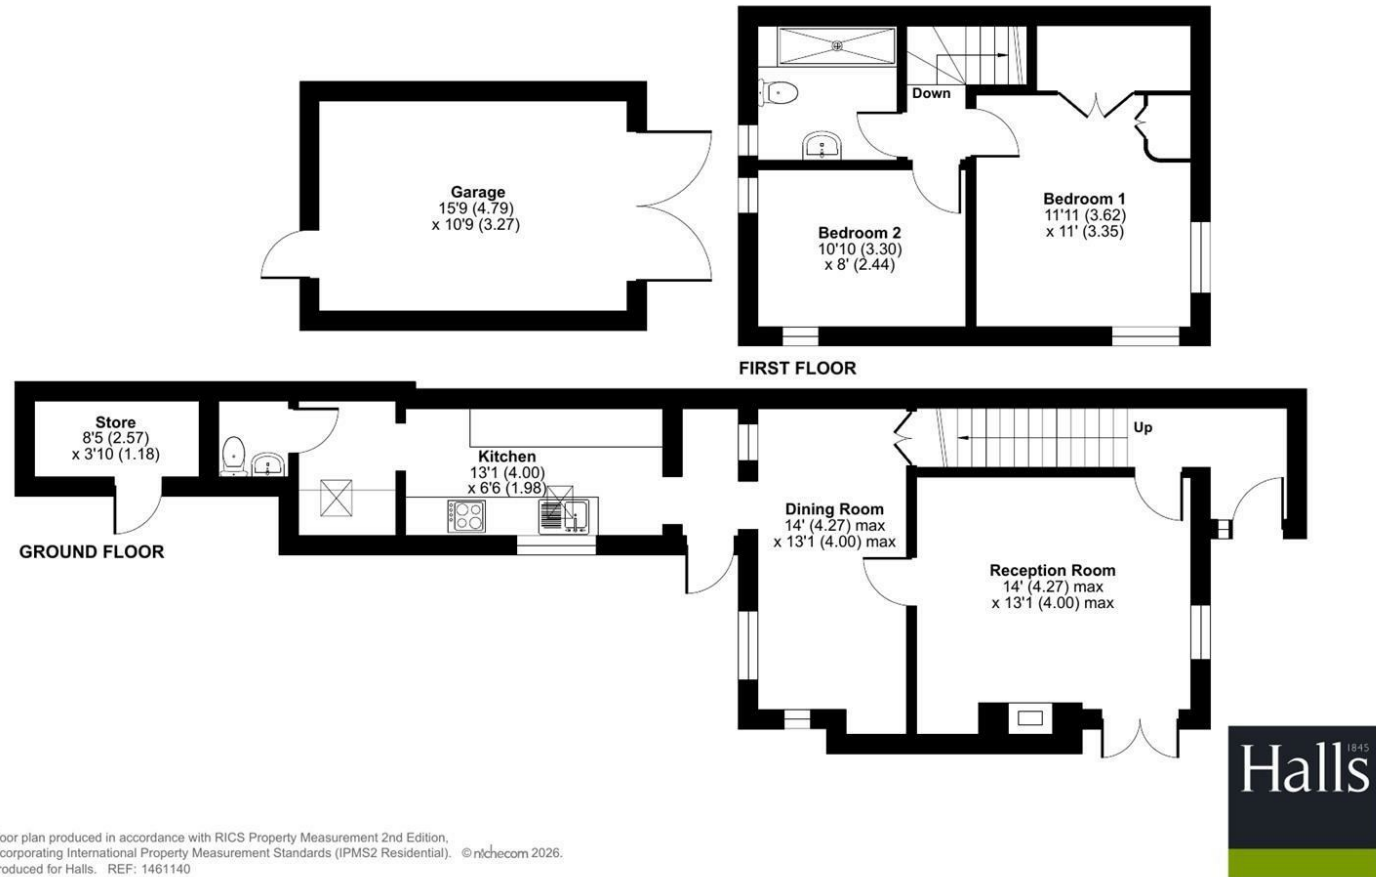 Garage
15'9 (4.79)
x 10'9 (3.27)
Down
Bedroom 1
11'11 (3.62)
x 11' (3.35)
Bedroom 2
10'10 (3.30)
x 8' (2.44)
FIRST FLOOR
Store
8'5 (2.57)
x 3'10 (1.18)
Kitchen
13'1 (4.00)
x 6'6 (1.98)
Up
Dining Room
14' (4.27) max
x 13'1 (4.00) max
GROUND FLOOR
Reception Room
14' (4.27) max
x 13'1 (4.00) max
Halls
1845
oor plan produced in accordance with RICS Property Measurement 2nd Edition,
corporating International Property Measurement Standards (IPMS2 Residential). © nichecom 2026.
roduced for Halls. REF: 1461140